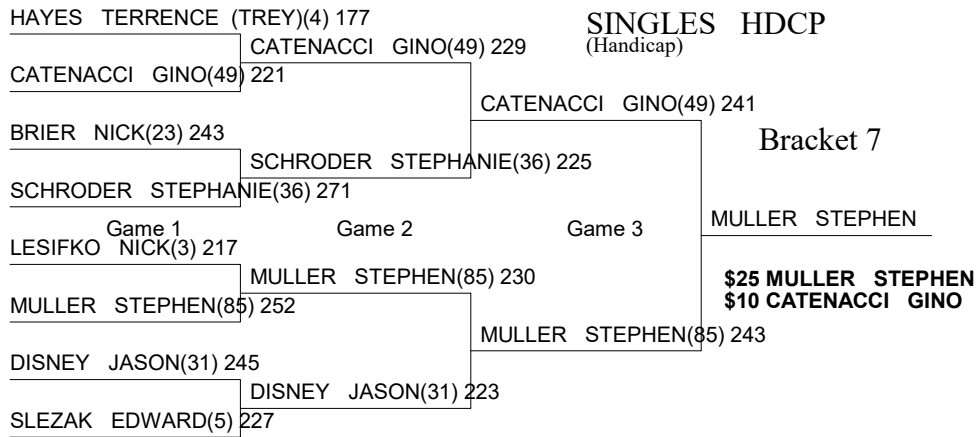 HAYES TERRENCE (TREY)(4) 177
CATENACCI GINO(49) 221
BRIER NICK(23) 243
SCHRODER STEPHANIE(36) 271
Game 1
LESIFKO NICK(3) 217
MULLER STEPHEN(85) 252
DISNEY JASON(31) 245
SLEZAK EDWARD(5) 227
CATENACCI GINO(49) 229
SCHRODER STEPHANIE(36) 225
Game 2
MULLER STEPHEN(85) 230
DISNEY JASON(31) 223
SINGLES HDCP
(Handicap)
CATENACCI GINO(49) 241
Bracket 7
Game 3
MULLER STEPHEN(85) 243
MULLER STEPHEN
$25 MULLER STEPHEN
$10 CATENACCI GINO